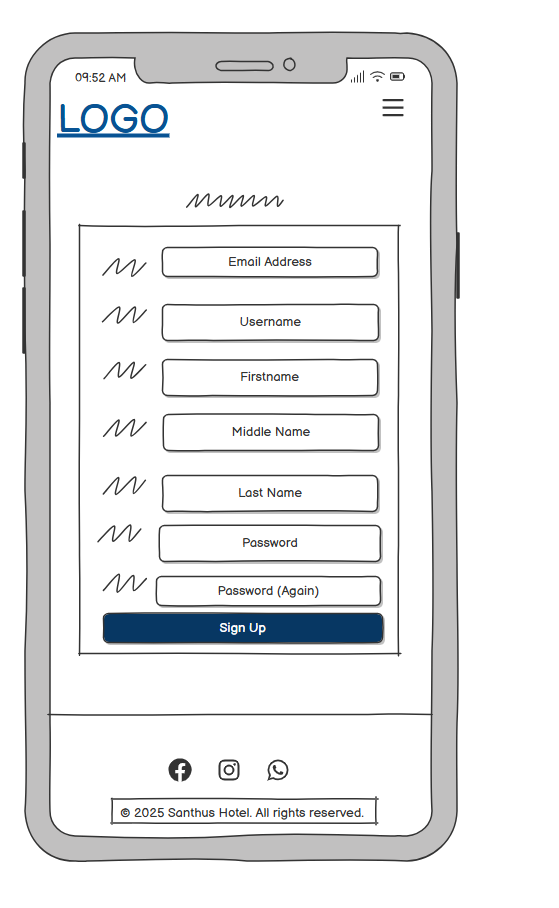 09:52 AM
LOGO
Email Address
Username
Firstname
Middle Name
Last Name
Password
Password (Again)
Sign Up
© 2025 Santhus Hotel. All rights reserved.